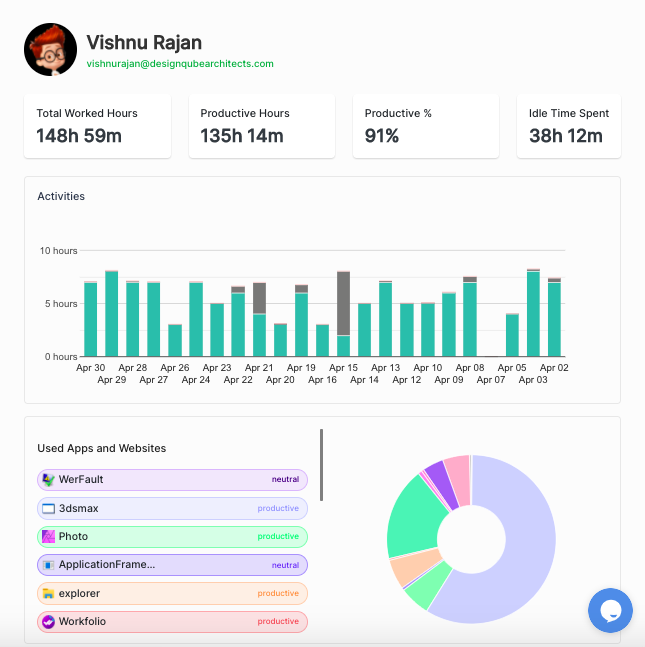 Vishnu Rajan
vishnurajan@designqubearchitects.com
Total Worked Hours
148h 59m
Productive Hours
135h 14m
Productive %
91%
Idle Time Spent
38h 12m
Activities
10 hours
5 hours
0 hours
Apr 30 Apr 28 Apr 26 Apr 23 Apr 21 Apr 19 Apr 15 Apr 13 Apr 10 Apr 08 Apr 05 Apr 02
Apr 29 Apr 27 Apr 24 Apr 22 Apr 20 Apr 16 Apr 14 Apr 12 Apr 09 Apr 07 Apr 03
Used Apps and Websites
WerFault neutral
3dsmax productive
Photo productive
ApplicationFrame... neutral
explorer productive
Workfolio productive